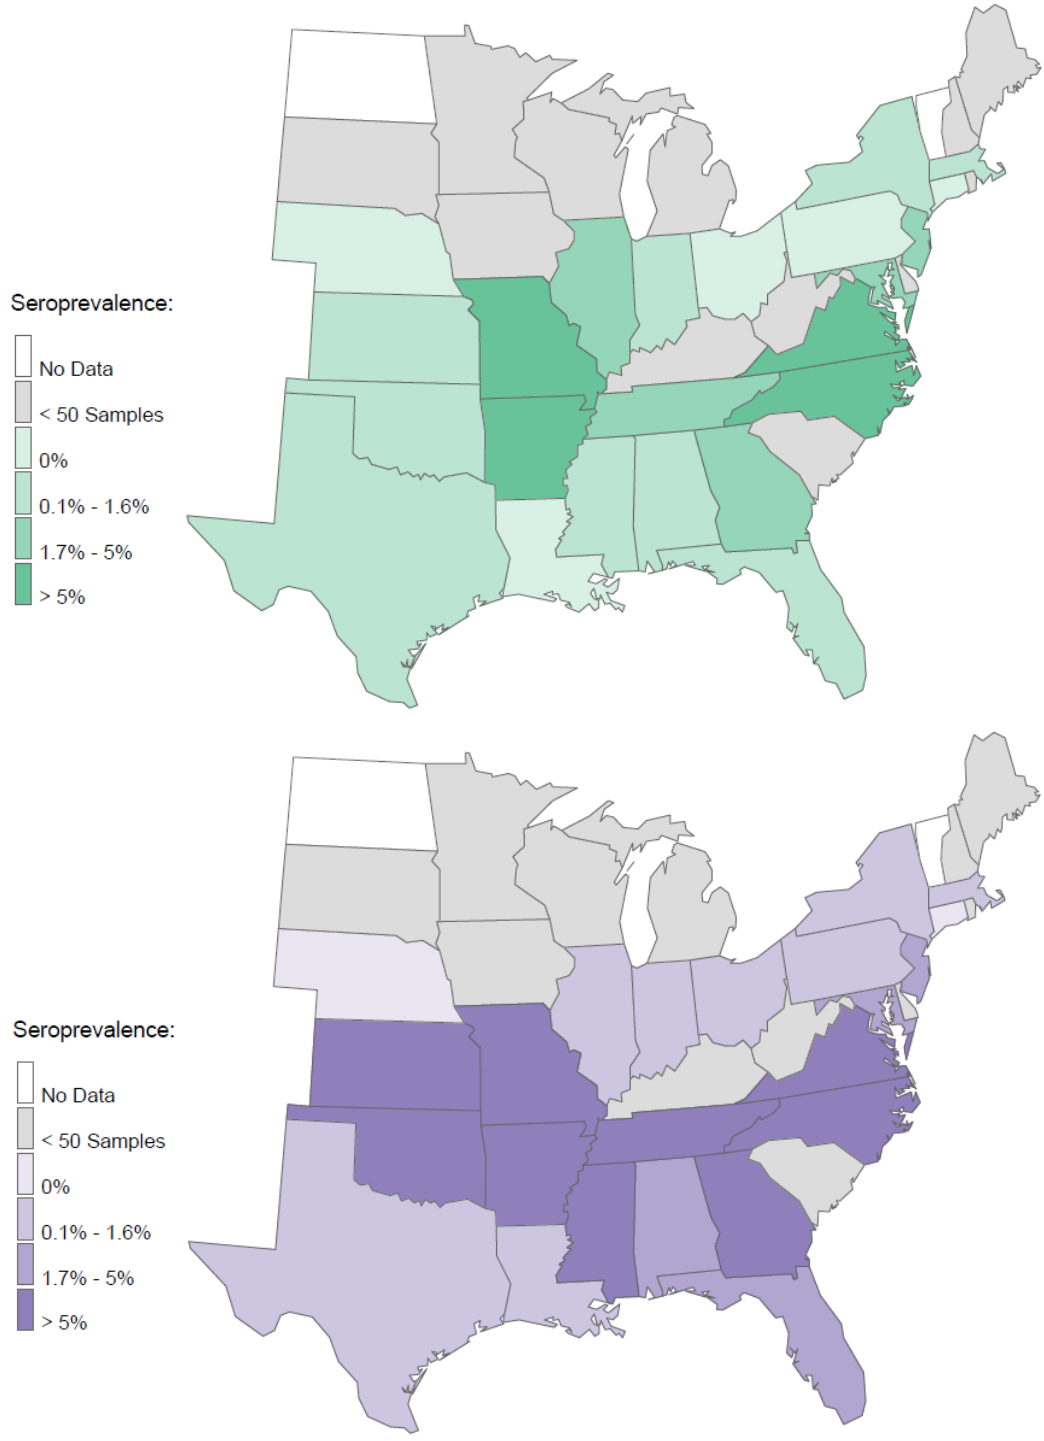 Seroprevalence:
No Data
< 50 Samples
0%
0.1% - 1.6%
1.7% - 5%
> 5%
Seroprevalence:
No Data
< 50 Samples
0%
0.1% - 1.6%
1.7% - 5%
> 5%